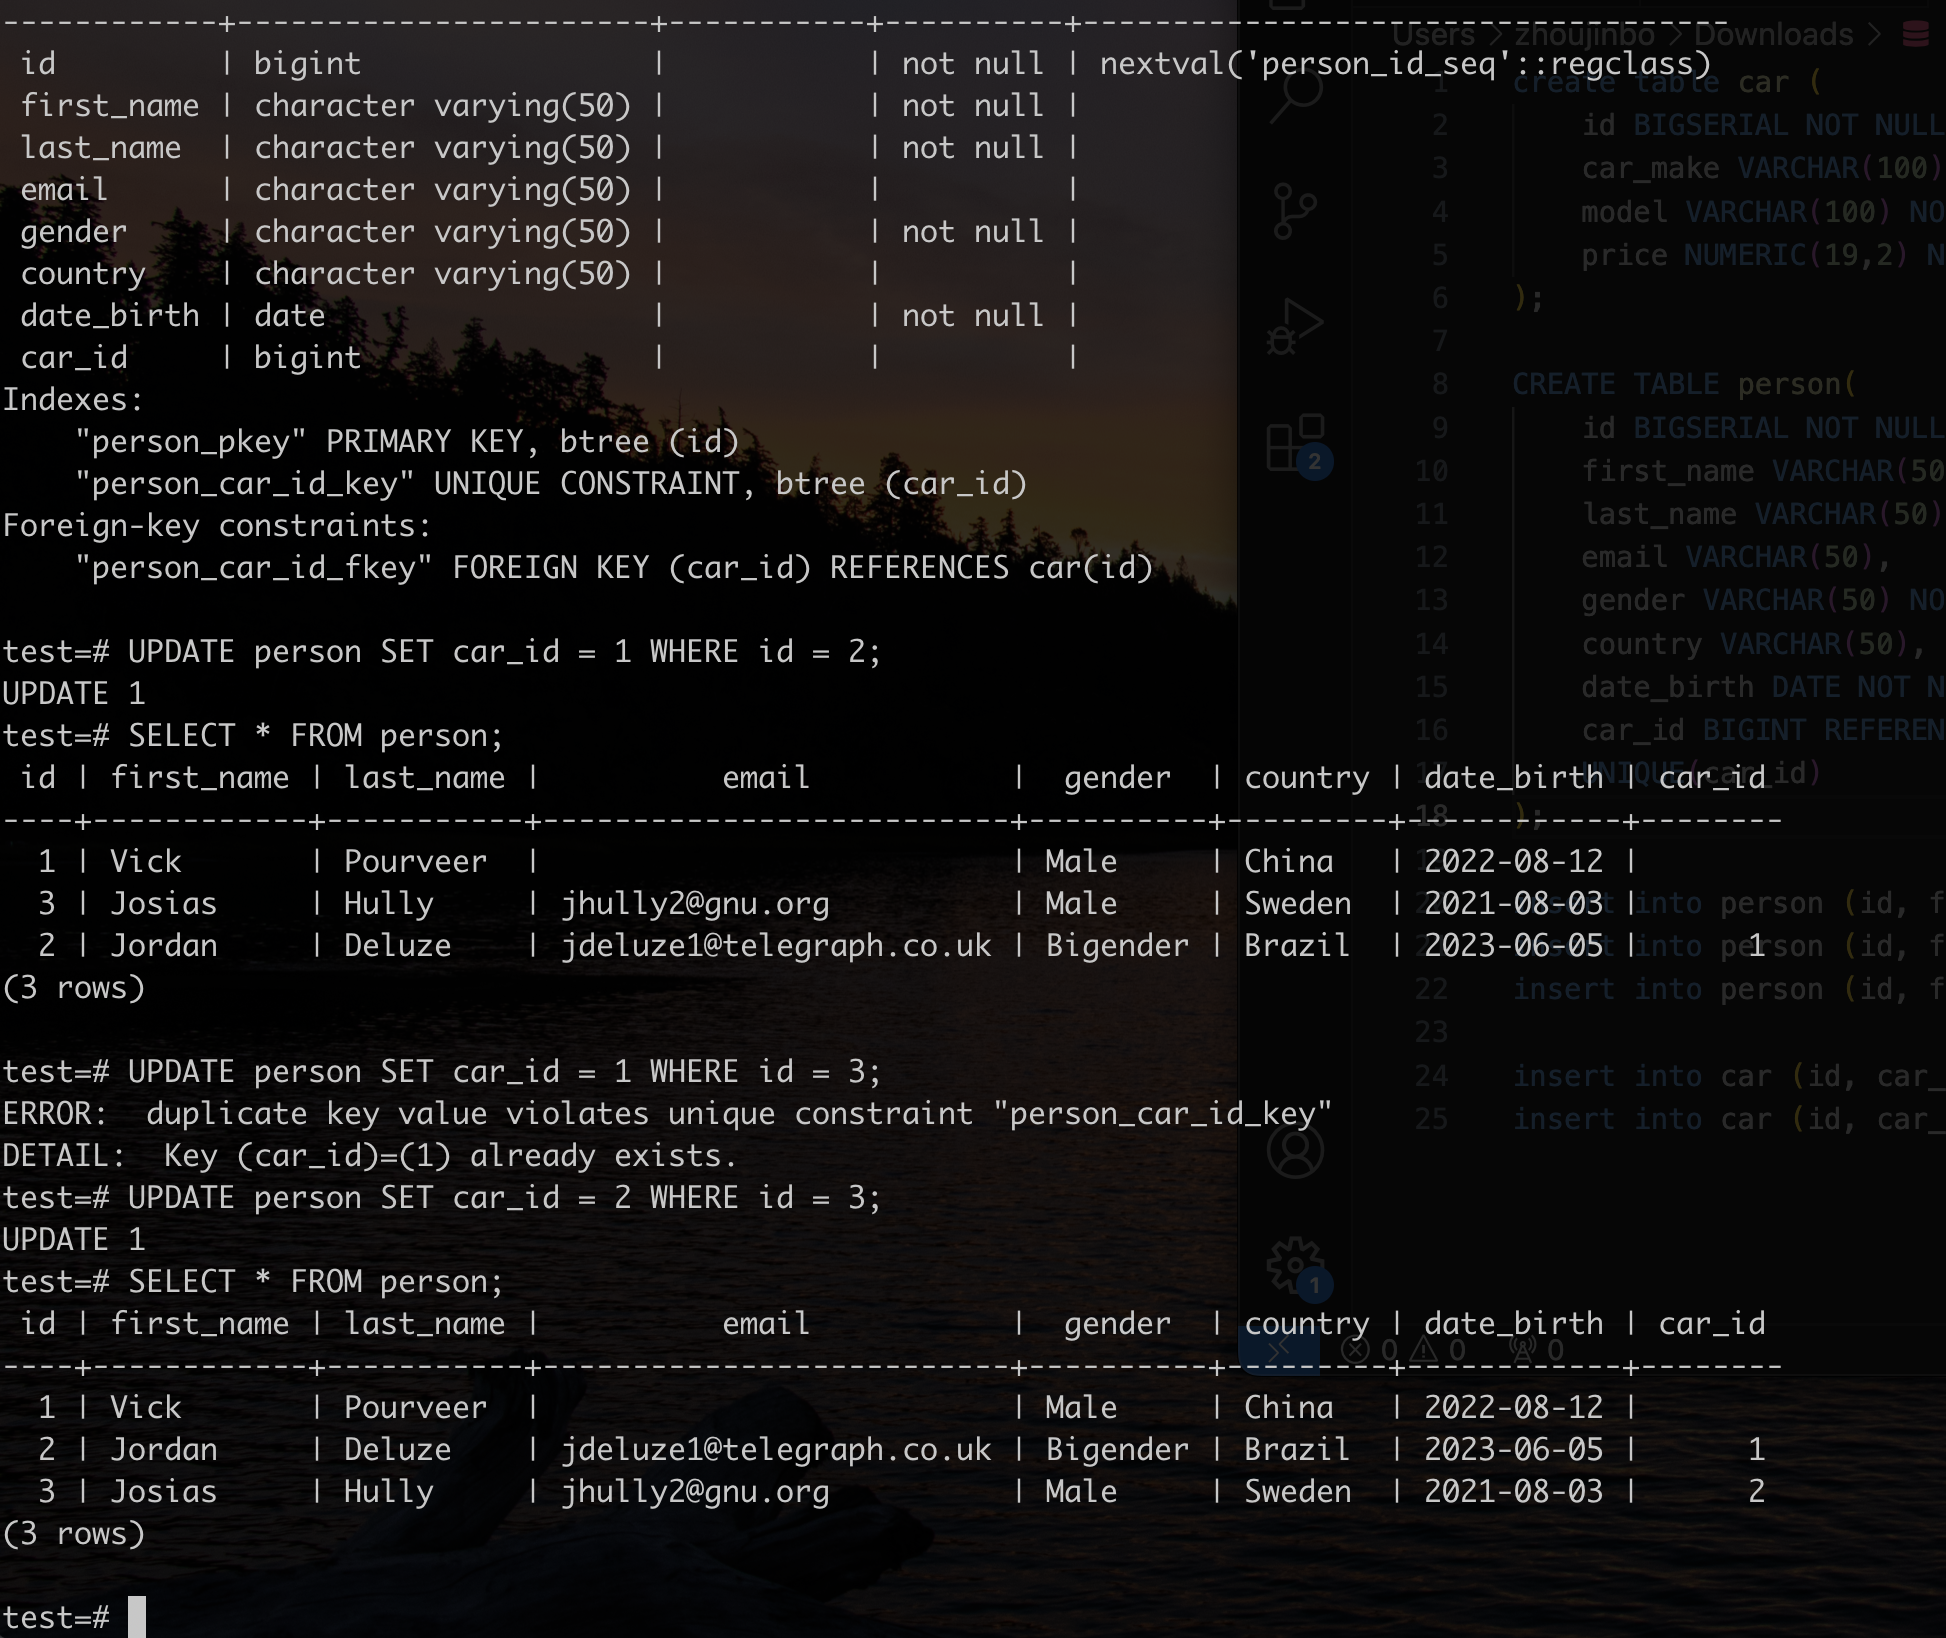 -----------+-----------------------+-----------+----------+------------------------------------
 id         | bigint                |           | not null | nextval('person_id_seq'::regclass)
 first_name | character varying(50) |           | not null |
 last_name  | character varying(50) |           | not null |
 email      | character varying(50) |           |          |
 gender     | character varying(50) |           | not null |
 country    | character varying(50) |           |          |
 date_birth | date                  |           | not null |
 car_id     | bigint                |           |          |
Indexes:
    "person_pkey" PRIMARY KEY, btree (id)
    "person_car_id_key" UNIQUE CONSTRAINT, btree (car_id)
Foreign-key constraints:
    "person_car_id_fkey" FOREIGN KEY (car_id) REFERENCES car(id)
test=# UPDATE person SET car_id = 1 WHERE id = 2;
UPDATE 1
test=# SELECT * FROM person;
 id | first_name | last_name |          email           |  gender  | country | date_birth | car_id
----+------------+-----------+--------------------------+----------+---------+------------+--------
  1 | Vick       | Pourveer  |                          | Male     | China   | 2022-08-12 |
  3 | Josias     | Hully     | jhully2@gnu.org          | Male     | Sweden  | 2021-08-03 |
  2 | Jordan     | Deluze    | jdeluze1@telegraph.co.uk | Bigender | Brazil  | 2023-06-05 |      1
(3 rows)
test=# UPDATE person SET car_id = 1 WHERE id = 3;
ERROR:  duplicate key value violates unique constraint "person_car_id_key"
DETAIL:  Key (car_id)=(1) already exists.
test=# UPDATE person SET car_id = 2 WHERE id = 3;
UPDATE 1
test=# SELECT * FROM person;
 id | first_name | last_name |          email           |  gender  | country | date_birth | car_id
----+------------+-----------+--------------------------+----------+---------+------------+--------
  1 | Vick       | Pourveer  |                          | Male     | China   | 2022-08-12 |
  2 | Jordan     | Deluze    | jdeluze1@telegraph.co.uk | Bigender | Brazil  | 2023-06-05 |      1
  3 | Josias     | Hully     | jhully2@gnu.org          | Male     | Sweden  | 2021-08-03 |      2
(3 rows)
test=#
Users > zhoujinbo > Downloads >
1 create table car (
2 id BIGSERIAL NOT NULL
3 car_make VARCHAR(100)
4 model VARCHAR(100) NO
5 price NUMERIC(19,2) N
6 );
7
8 CREATE TABLE person(
9 id BIGSERIAL NOT NULL
10 first_name VARCHAR(50
11 last_name VARCHAR(50)
12 email VARCHAR(50),
13 gender VARCHAR(50) NO
14 country VARCHAR(50),
15 date_birth DATE NOT N
16 car_id BIGINT REFEREN
17 UNIQUE(car_id)
18 );
into person (id, f
into person (id, f
22 insert into person (id, f
23
24 insert into car (id, car_
25 insert into car (id, car_
2
1
0 0 0